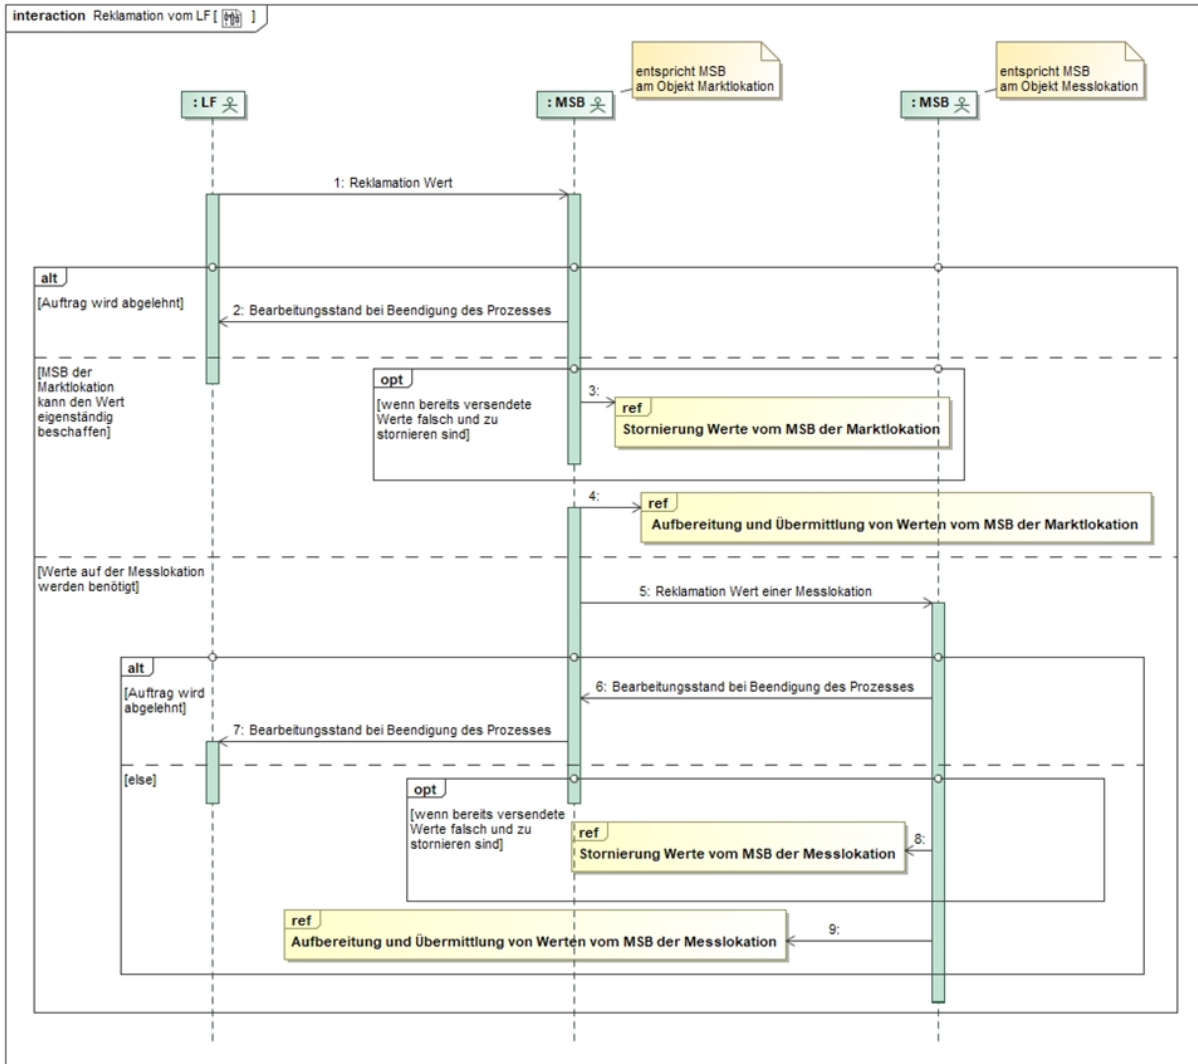 interaction Reklamation vom LF [ ]
entspricht MSB
am Objekt Marktlokation
entspricht MSB
am Objekt Messlokation
: LF
: MSB
: MSB
1: Reklamation Wert
alt
[Auftrag wird abgelehnt]
2: Bearbeitungsstand bei Beendigung des Prozesses
[MSB der
Marktlokation
kann den Wert
eigenständig
beschaffen]
opt
[wenn bereits versendete
Werte falsch und zu
stornieren sind]
3:
ref
Stornierung Werte vom MSB der Marktlokation
4:
ref
Aufbereitung und Übermittlung von Werten vom MSB der Marktlokation
[Werte auf der Messlokation
werden benötigt]
5: Reklamation Wert einer Messlokation
alt
[Auftrag wird
abgelehnt]
6: Bearbeitungsstand bei Beendigung des Prozesses
7: Bearbeitungsstand bei Beendigung des Prozesses
[else]
opt
[wenn bereits versendete
Werte falsch und zu
stornieren sind]
ref
Stornierung Werte vom MSB der Messlokation
8:
ref
Aufbereitung und Übermittlung von Werten vom MSB der Messlokation
9: